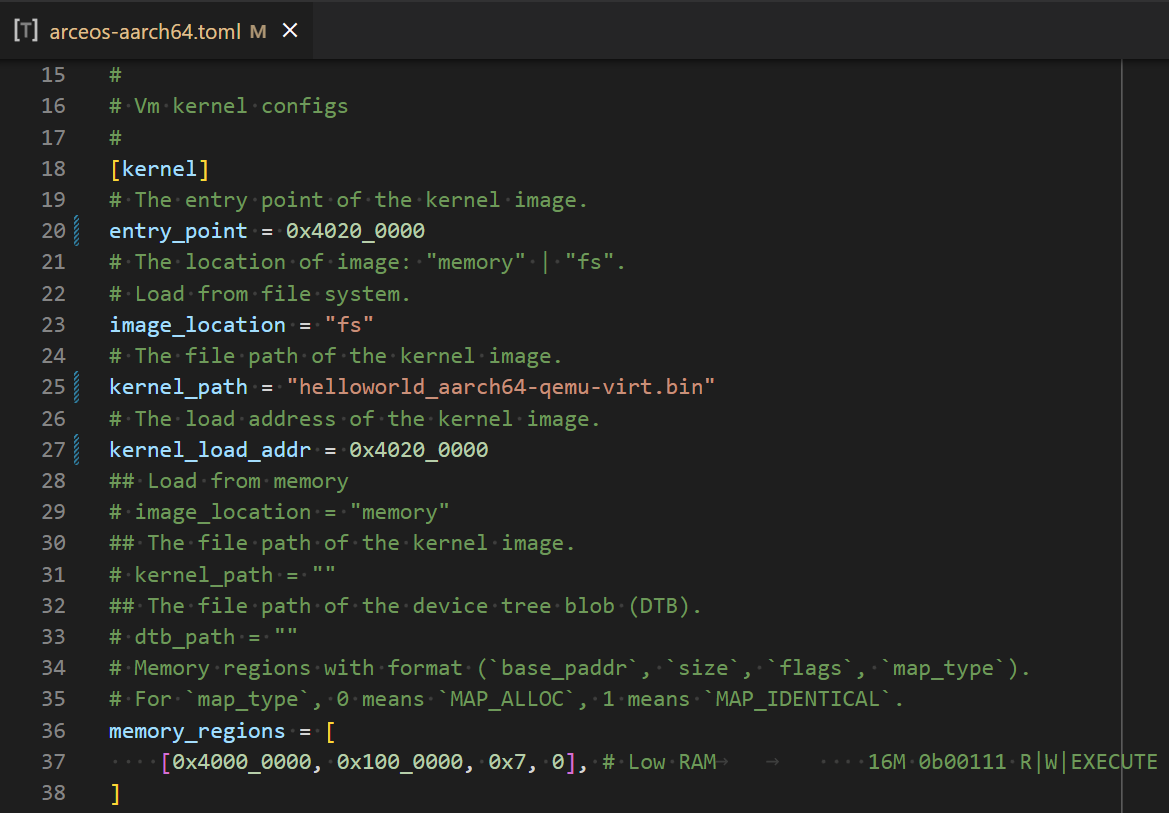 [T] arceos-aarch64.toml M ×
15 #
16 # Vm kernel configs
17 #
18 [kernel]
19 # The entry point of the kernel image.
20 entry_point = 0x4020_0000
21 # The location of image: "memory" | "fs".
22 # Load from file system.
23 image_location = "fs"
24 # The file path of the kernel image.
25 kernel_path = "helloworld_aarch64-qemu-virt.bin"
26 # The load address of the kernel image.
27 kernel_load_addr = 0x4020_0000
28 ## Load from memory
29 # image_location = "memory"
30 ## The file path of the kernel image.
31 # kernel_path = ""
32 ## The file path of the device tree blob (DTB).
33 # dtb_path = ""
34 # Memory regions with format (`base_paddr`, `size`, `flags`, `map_type`).
35 # For `map_type`, 0 means `MAP_ALLOC`, 1 means `MAP_IDENTICAL`.
36 memory_regions = [
37     [0x4000_0000, 0x100_0000, 0x7, 0], # Low RAM 16M 0b00111 R|W|EXECUTE
38 ]